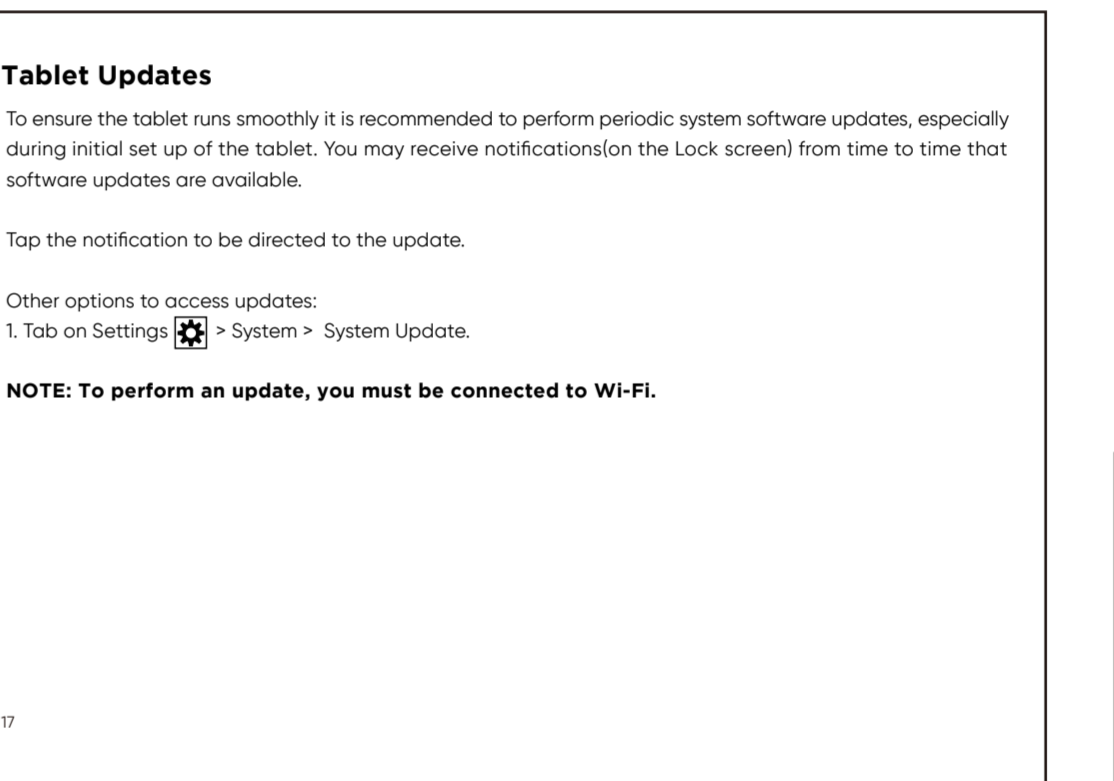 Tablet Updates
To ensure the tablet runs smoothly it is recommended to perform periodic system software updates, especially
during initial set up of the tablet. You may receive notifications(on the Lock screen) from time to time that
software updates are available.
Tap the notification to be directed to the update.
Other options to access updates:
1. Tab on Settings > System > System Update.
NOTE: To perform an update, you must be connected to Wi-Fi.
17